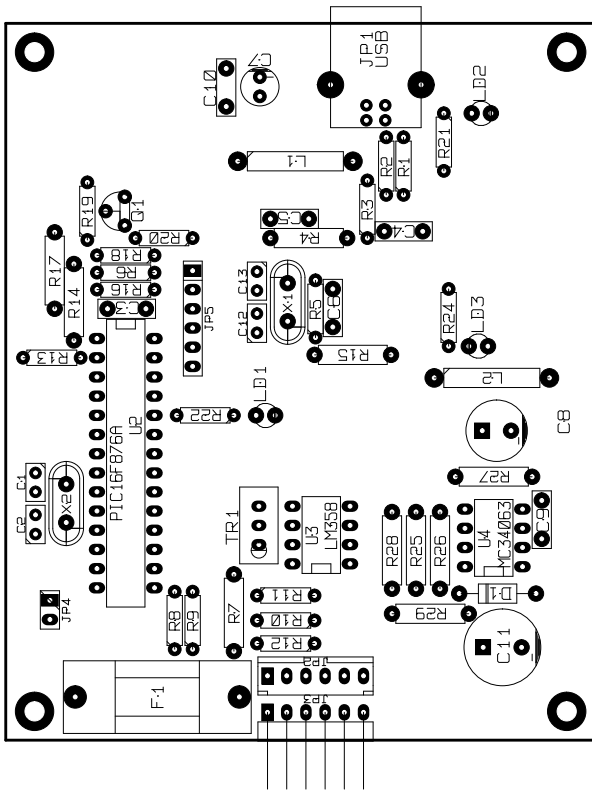 JP1
USB
C7
C10
LD2
R21
L1
R2
R1
R3
R19
Q1
C5
C4
R20
R4
R17
R18
R6
R14
R16
C3
JP5
C13
C12
X1
R5
C6
R24
LD3
R13
R15
LD1
L2
R22
C8
U2
PIC16F876A
C1
C2
X2
R27
TR1
U3
LM358
R28
R25
R26
U4
MC34063
C9
JP4
R8
R9
R7
R11
R10
R12
D1
R29
C11
F1
JP2
JP3